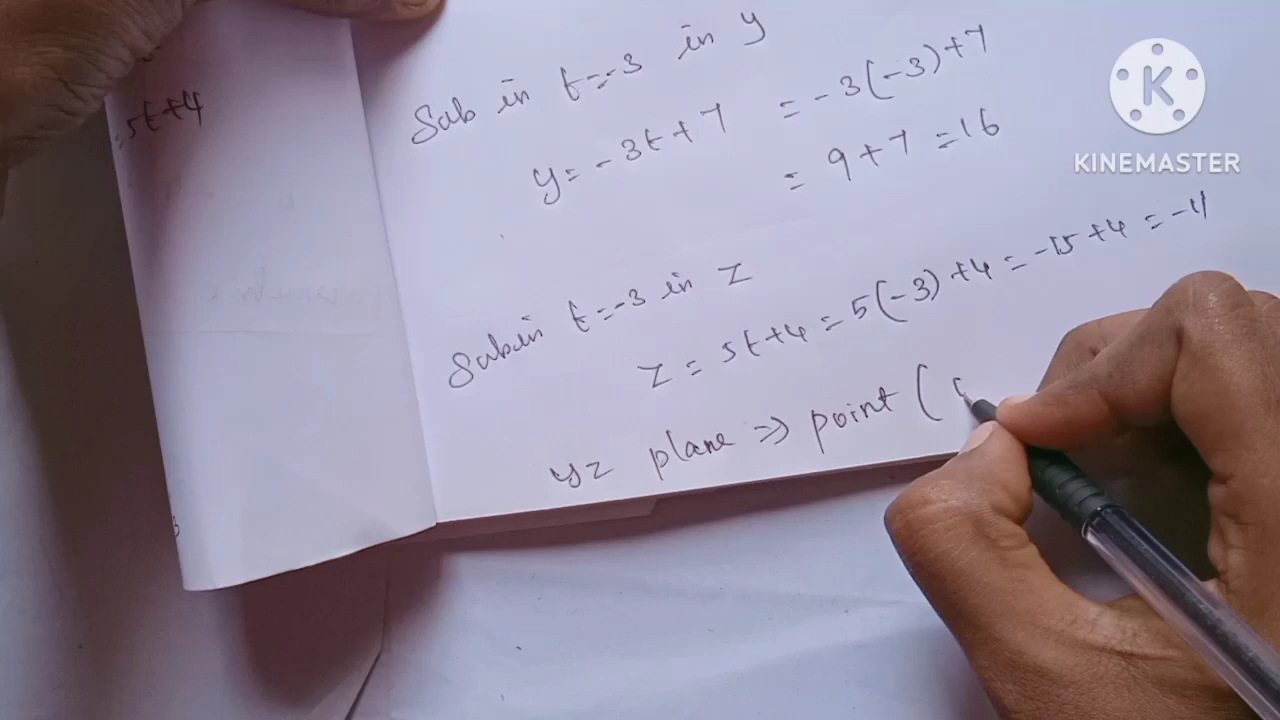 =5t+4
Sub in t=-3 in y
y=-3t+7 =-3(-3)+7
= 9+7 =16
Sub in t=-3 in z
z = 5t+4 = 5(-3)+4 = -15+4 = -11
yz plane => point (
KINEMASTER